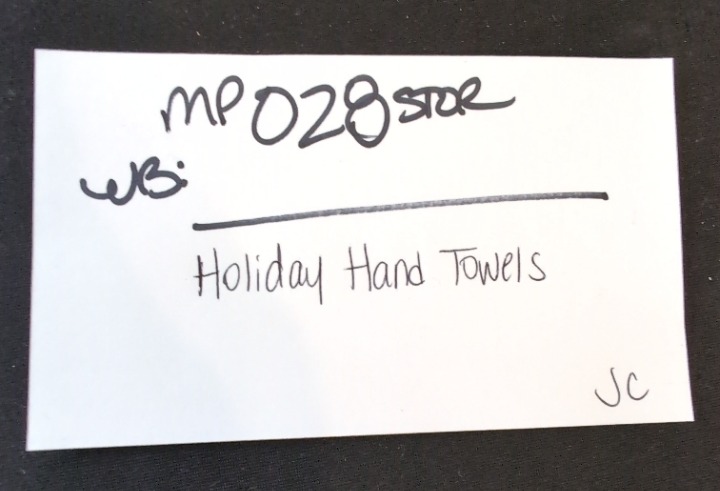 MP028STOR
WB:
Holiday Hand Towels
JC